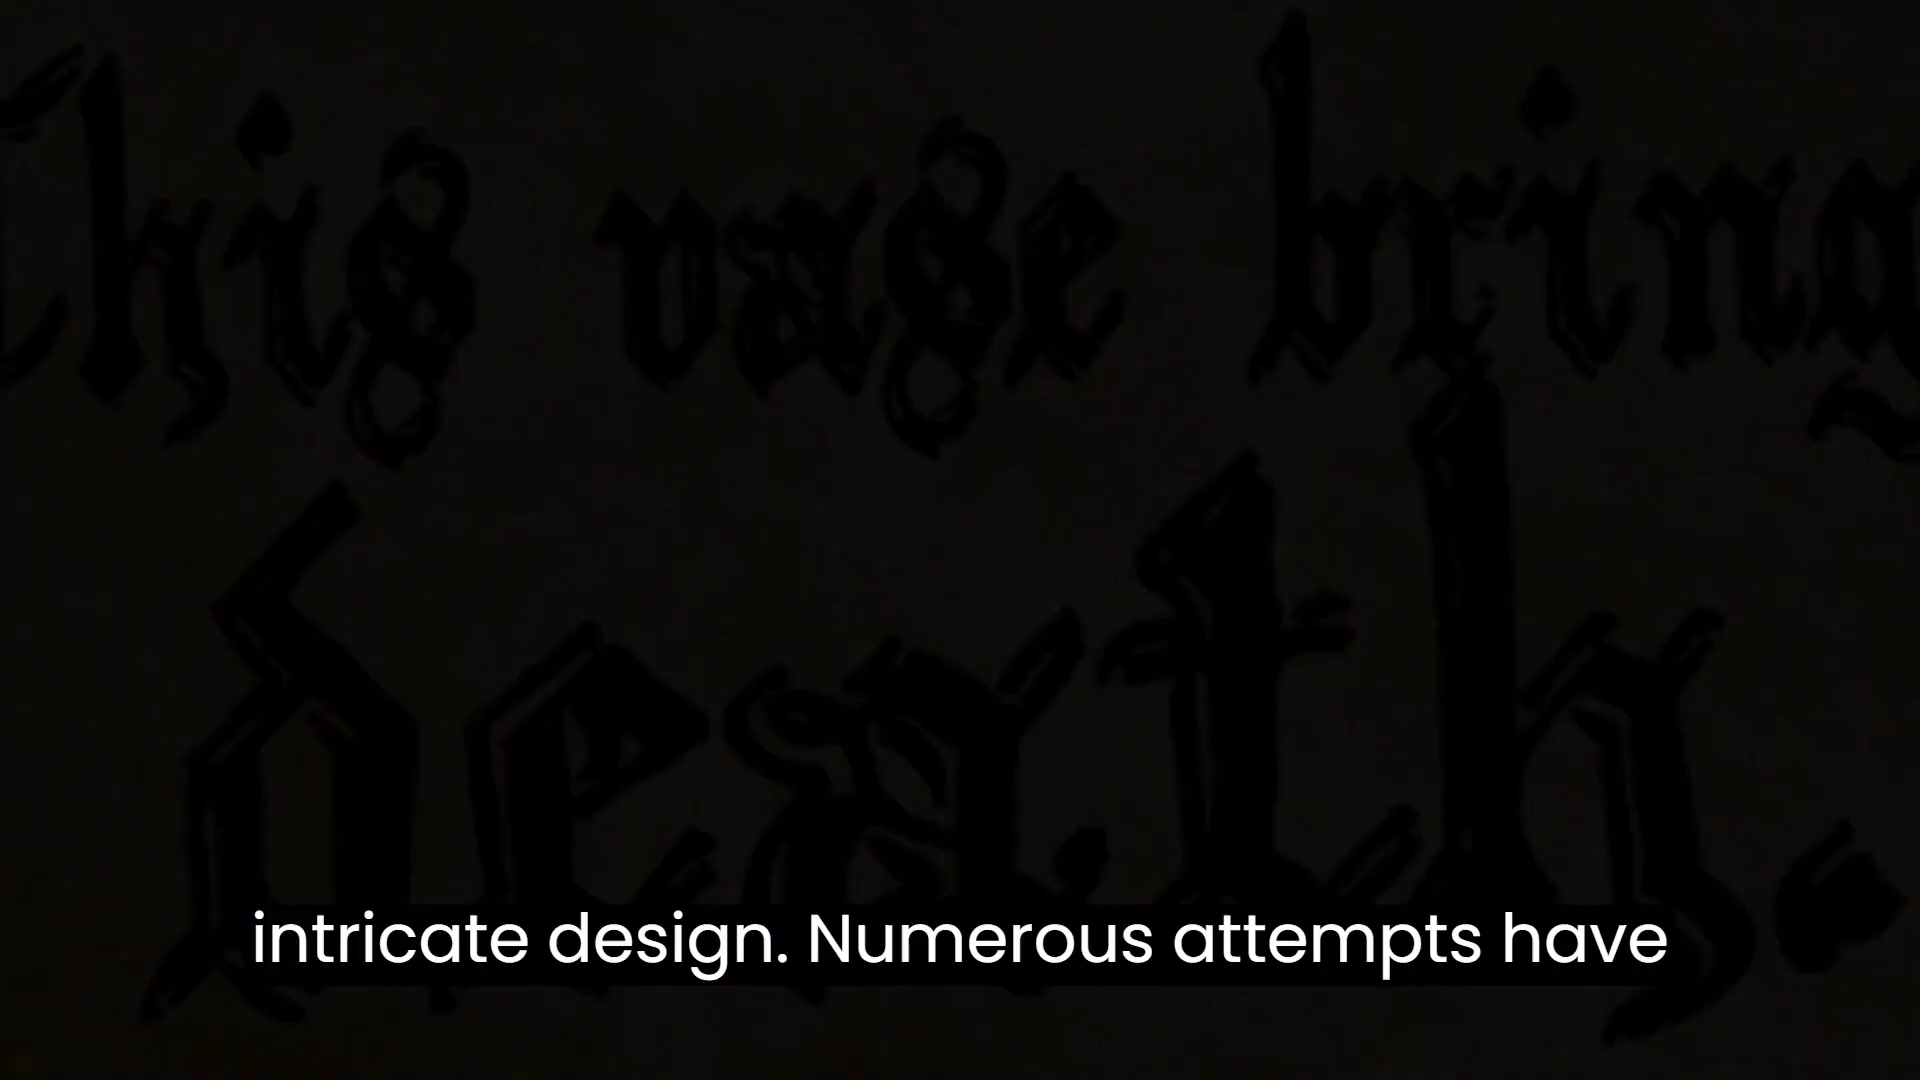 This vase brings
death.
intricate design. Numerous attempts have